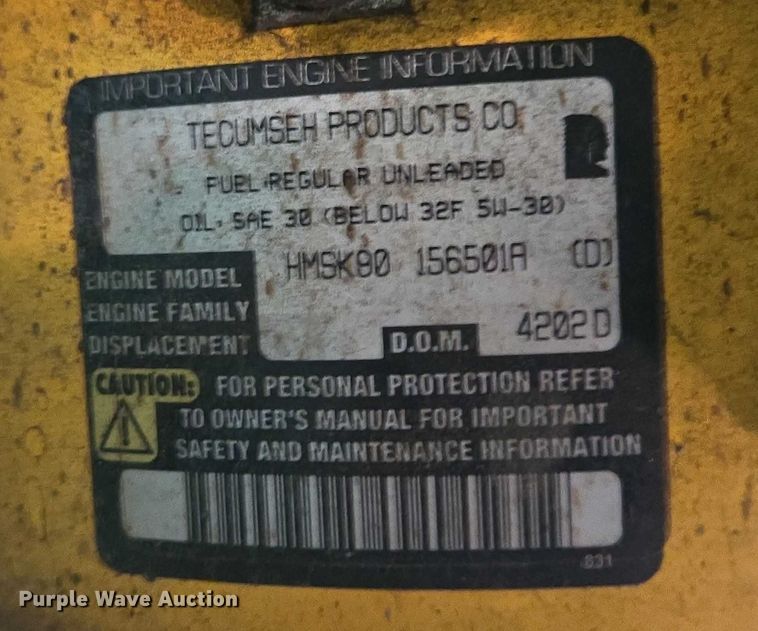 IMPORTANT ENGINE INFORMATION
TECUMSEH PRODUCTS CO.
FUEL: REGULAR UNLEADED
OIL: SAE 30 (BELOW 32F 5W-30)
ENGINE MODEL HMSK90 156501A (D)
ENGINE FAMILY
DISPLACEMENT D.O.M. 4202D
CAUTION: FOR PERSONAL PROTECTION REFER
TO OWNER'S MANUAL FOR IMPORTANT
SAFETY AND MAINTENANCE INFORMATION
831
Purple Wave Auction